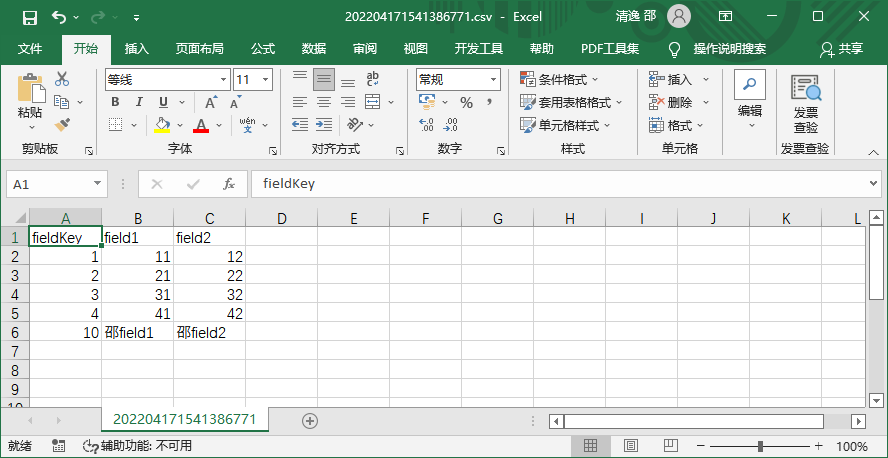 202204171541386771.csv - Excel 清逸 邵
文件 开始 插入 页面布局 公式 数据 审阅 视图 开发工具 帮助 PDF工具集 操作说明搜索 共享
等线 11 ab 常规 条件格式 插入
粘贴 B I U A A % 套用表格格式 删除 编辑 发票
wén 文 .00 单元格样式 格式 查验
剪贴板 字体 对齐方式 数字 样式 单元格 发票查验
A1 fx fieldKey
A B C D E F G H I J K L
1 fieldKey field1 field2
2 1 11 12
3 2 21 22
4 3 31 32
5 4 41 42
6 10 邵field1 邵field2
7
8
9
10
202204171541386771
就绪 辅助功能: 不可用 100%